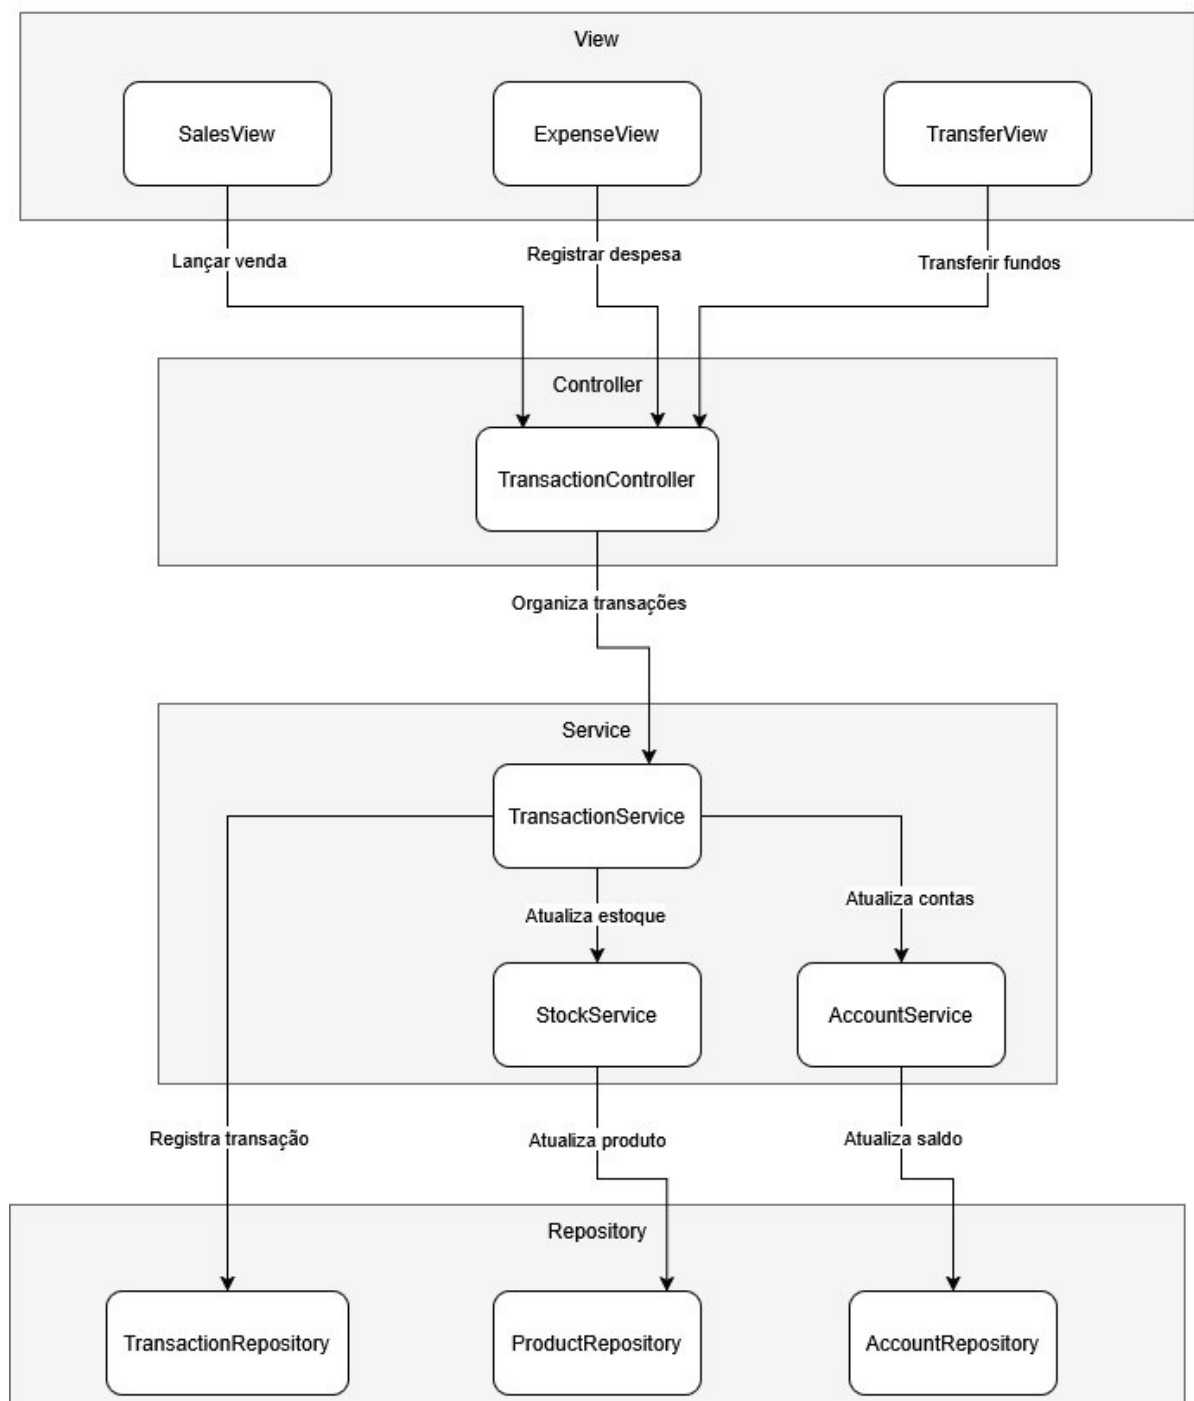 View
SalesView
ExpenseView
TransferView
Lançar venda
Registrar despesa
Transferir fundos
Controller
TransactionController
Organiza transações
Service
TransactionService
Atualiza estoque
Atualiza contas
StockService
AccountService
Registra transação
Atualiza produto
Atualiza saldo
Repository
TransactionRepository
ProductRepository
AccountRepository